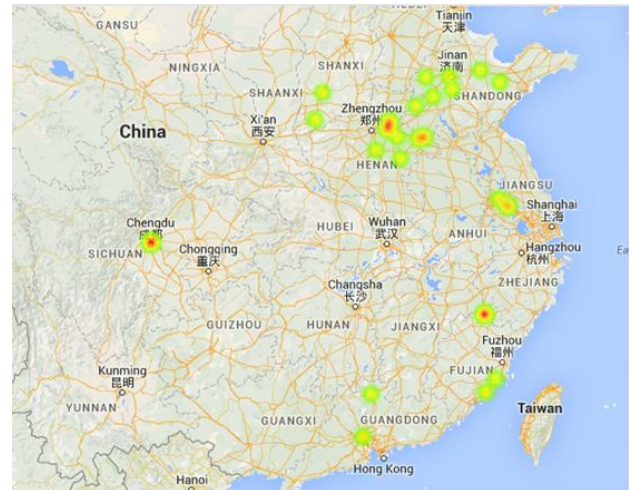 HEBEI
Tianjin
天津
GANSU
SHANXI
Jinan
济南
NINGXIA
SHAANXI
SHANDONG
Zhengzhou
郑州
Xi'an
西安
China
HENAN
JIANGSU
Shanghai
上海
Chengdu
成都
HUBEI
Wuhan
武汉
ANHUI
Hangzhou
杭州
Ea
SICHUAN
Chongqing
重庆
ZHEJIANG
Changsha
长沙
GUIZHOU
HUNAN
JIANGXI
Fuzhou
福州
Kunming
昆明
FUJIAN
YUNNAN
Taiwan
GUANGXI
GUANGDONG
Hong Kong
Hanoi